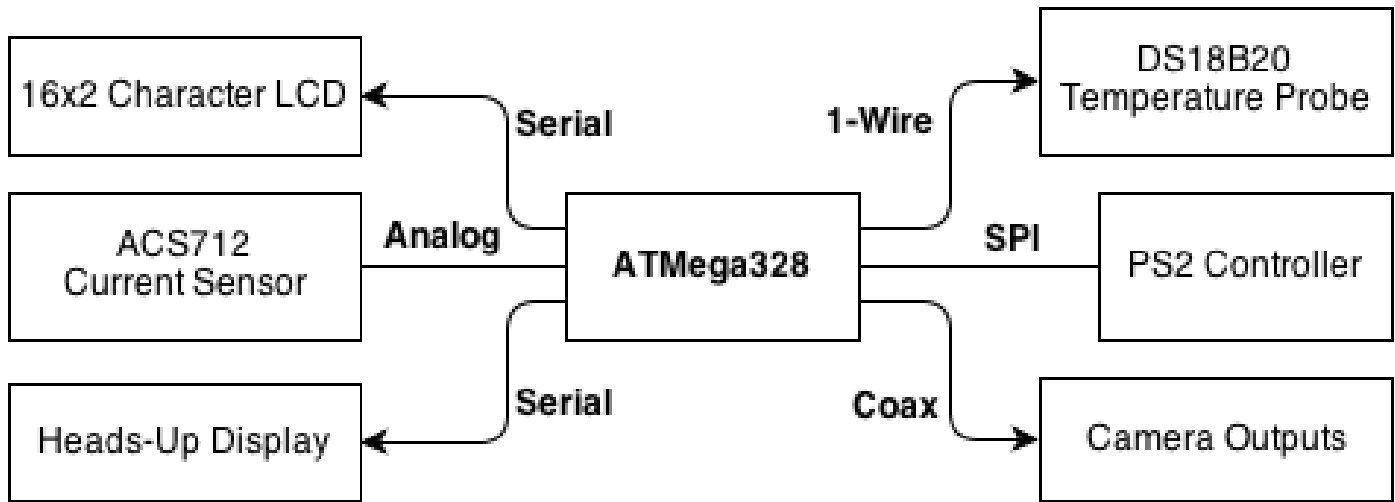 16x2 Character LCD
Serial
1-Wire
DS18B20
Temperature Probe
ACS712
Current Sensor
Analog
ATMega328
SPI
PS2 Controller
Heads-Up Display
Serial
Coax
Camera Outputs